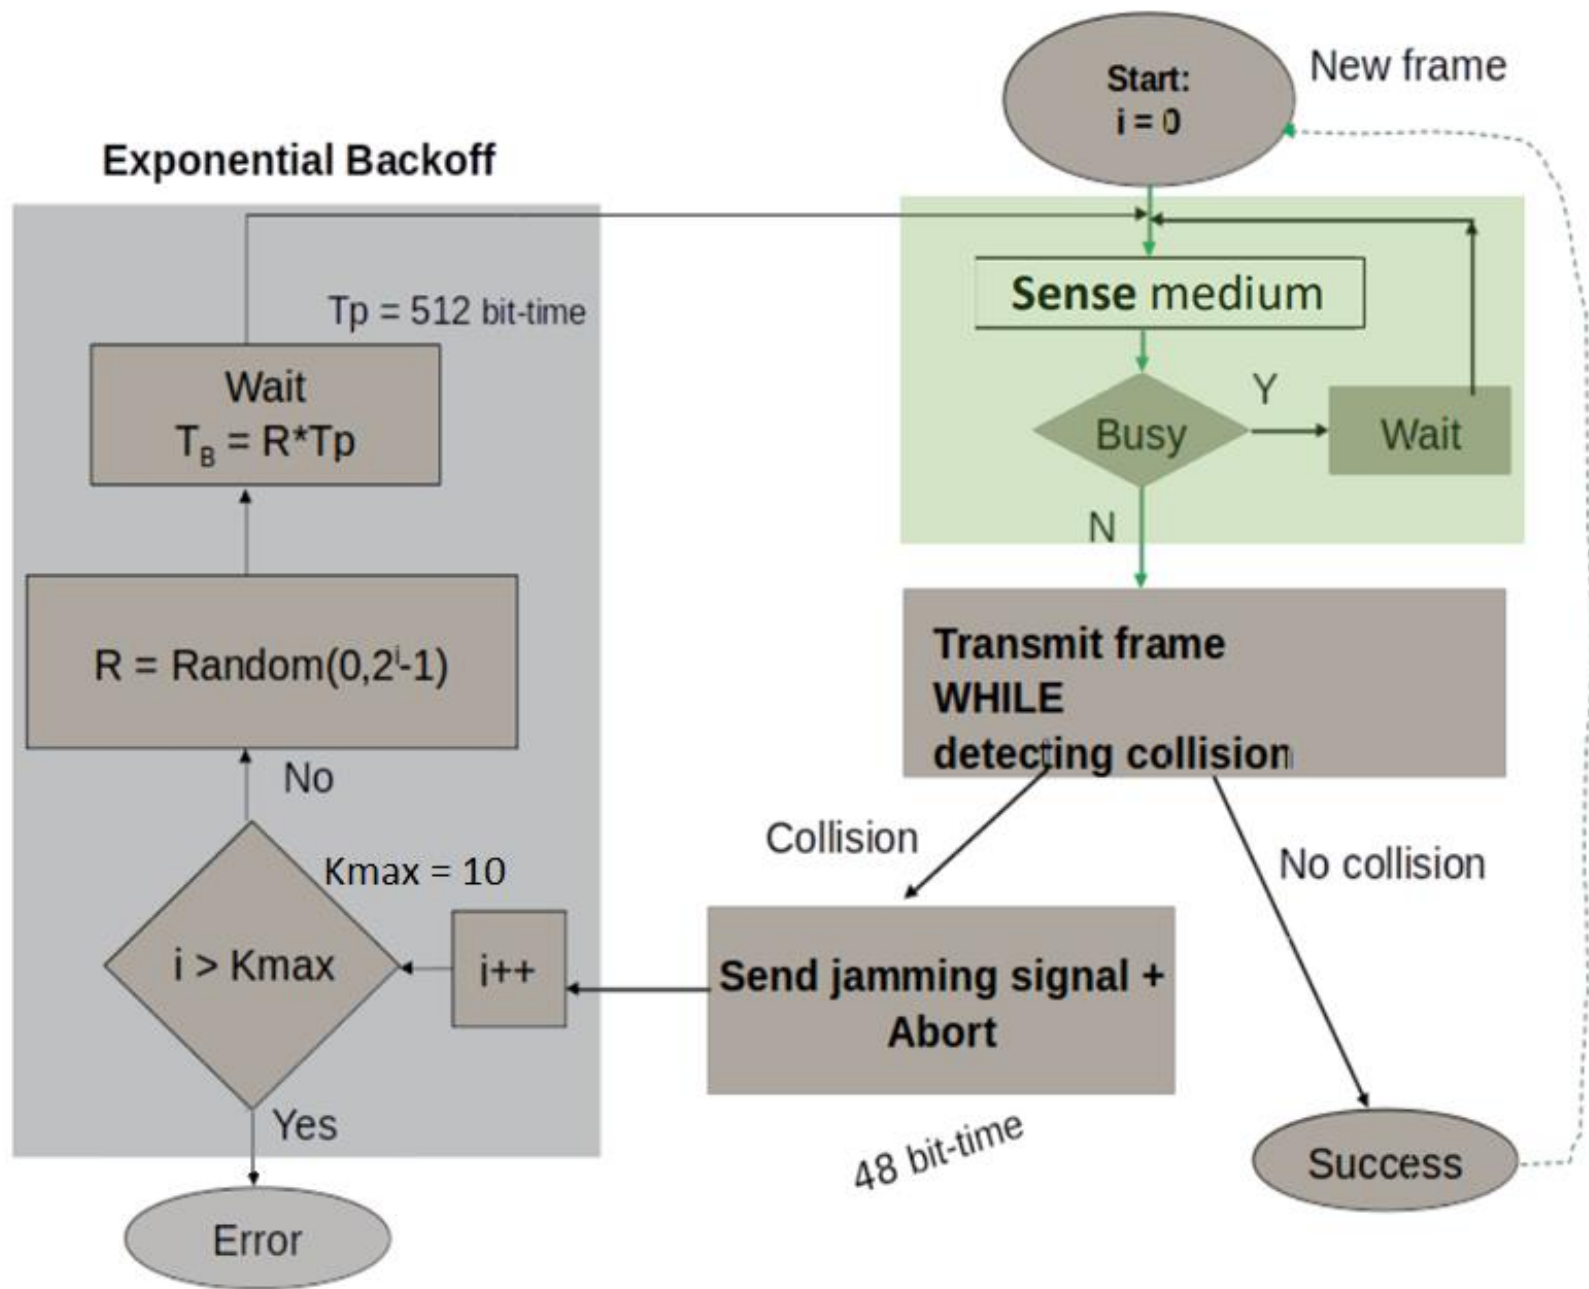 Start:
i = 0
New frame
Exponential Backoff
Sense medium
Tp = 512 bit-time
Wait
T_B = R*Tp
Busy
Y
Wait
N
R = Random(0,2^i-1)
Transmit frame
WHILE
detecting collision
No
Collision
No collision
Kmax = 10
i > Kmax
i++
Send jamming signal +
Abort
Yes
48 bit-time
Success
Error